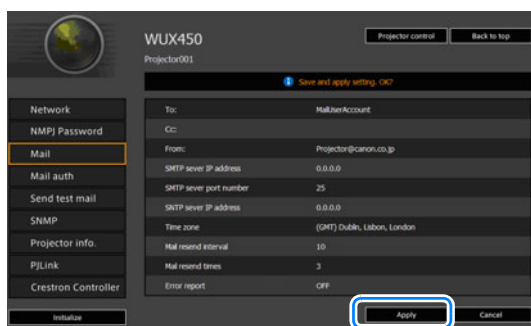 WUX450
Projector control
Back to top
Projector001
Save and apply setting. OK?
Network
NMPJ Password
Mail
Mail auth
Send test mail
SNMP
Projector info.
PJLink
Crestron Controller
Initialize
To: MailUserAccount
Cc:
From: Projector@canon.co.jp
SMTP sever IP address 0.0.0.0
SMTP sever port number 25
SNTP sever IP address 0.0.0.0
Time zone (GMT) Dublin, Lisbon, London
Mail resend interval 10
Mail resend times 3
Error report OFF
Apply
Cancel